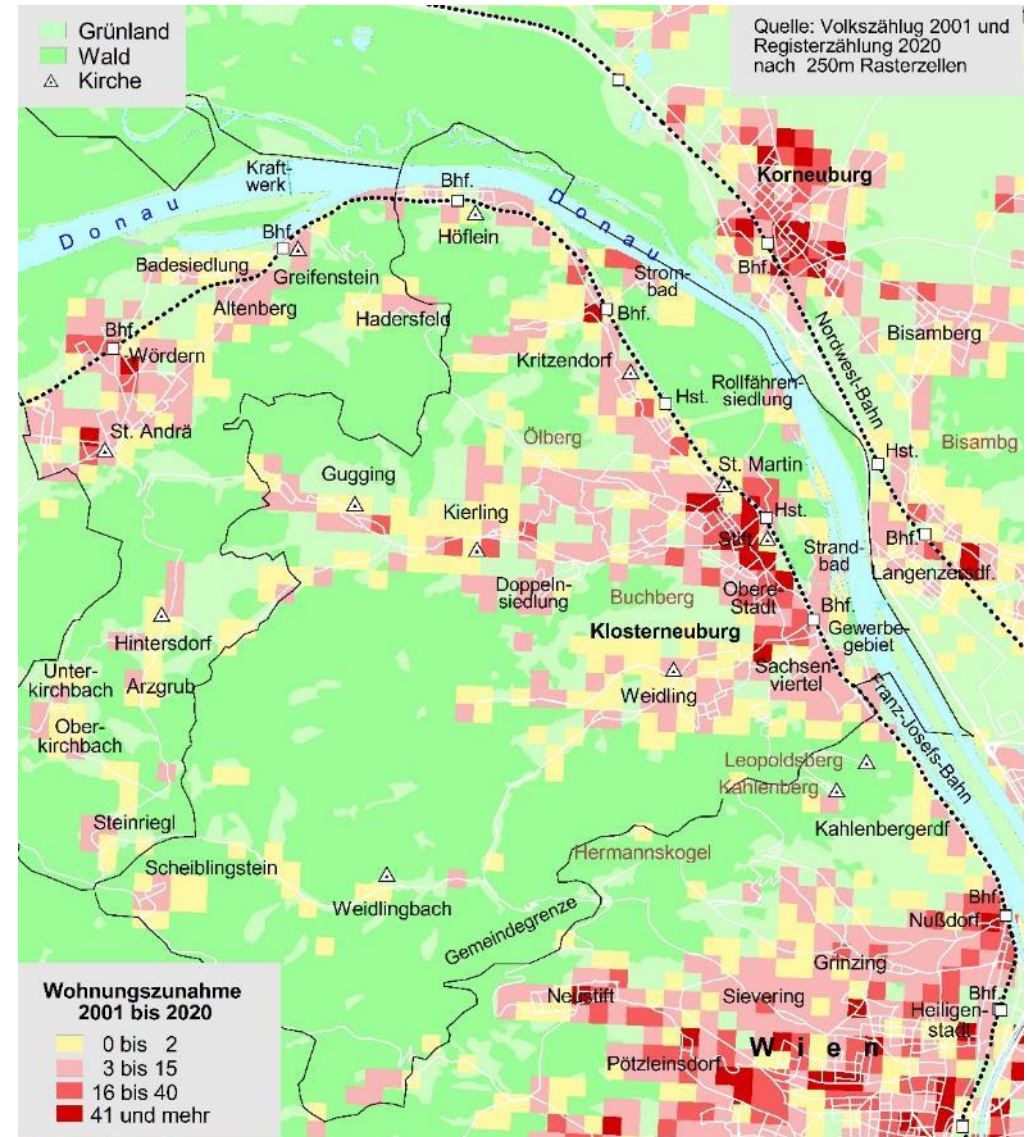 Grünland
Wald
Kirche
Quelle: Volkszählug 2001 und
Registerzählung 2020
nach 250m Rasterzellen
Korneuburg
Kraft-
werk
Donau
Bhf.
Höflein
Donau
Bhf.
Greifenstein
Badesiedlung
Altenberg
Hadersfeld
Strom-
bad
Bhf.
Bhf.
Nordwest-Bahn
Bisamberg
Bhf.
Wördern
Kritzendorf
Hst.
Rollfähren-
siedlung
St. Andrä
Ölberg
Bisambg
Hst.
Gugging
St. Martin
Kierling
Hst.
Stift
Strand-
bad
Bhf.
Langenzersdf.
Doppeln-
siedlung
Buchberg
Obere
Stadt
Bhf.
Gewerbe-
gebiet
Hintersdorf
Klosterneuburg
Unter-
kirchbach
Arzgrub
Weidling
Sachsen
viertel
Ober-
kirchbach
Franz-Josefs-Bahn
Leopoldsberg
Kahlenberg
Kahlenbergerdf
Steinriegl
Scheiblingstein
Hermannskogel
Weidlingbach
Gemeindegrenze
Bhf.
Nußdorf
Grinzing
Neustift
Sievering
Bhf.
Heiligen-
stadt
Pötzleinsdorf
Wien
Wohnungszunahme
2001 bis 2020
0 bis 2
3 bis 15
16 bis 40
41 und mehr